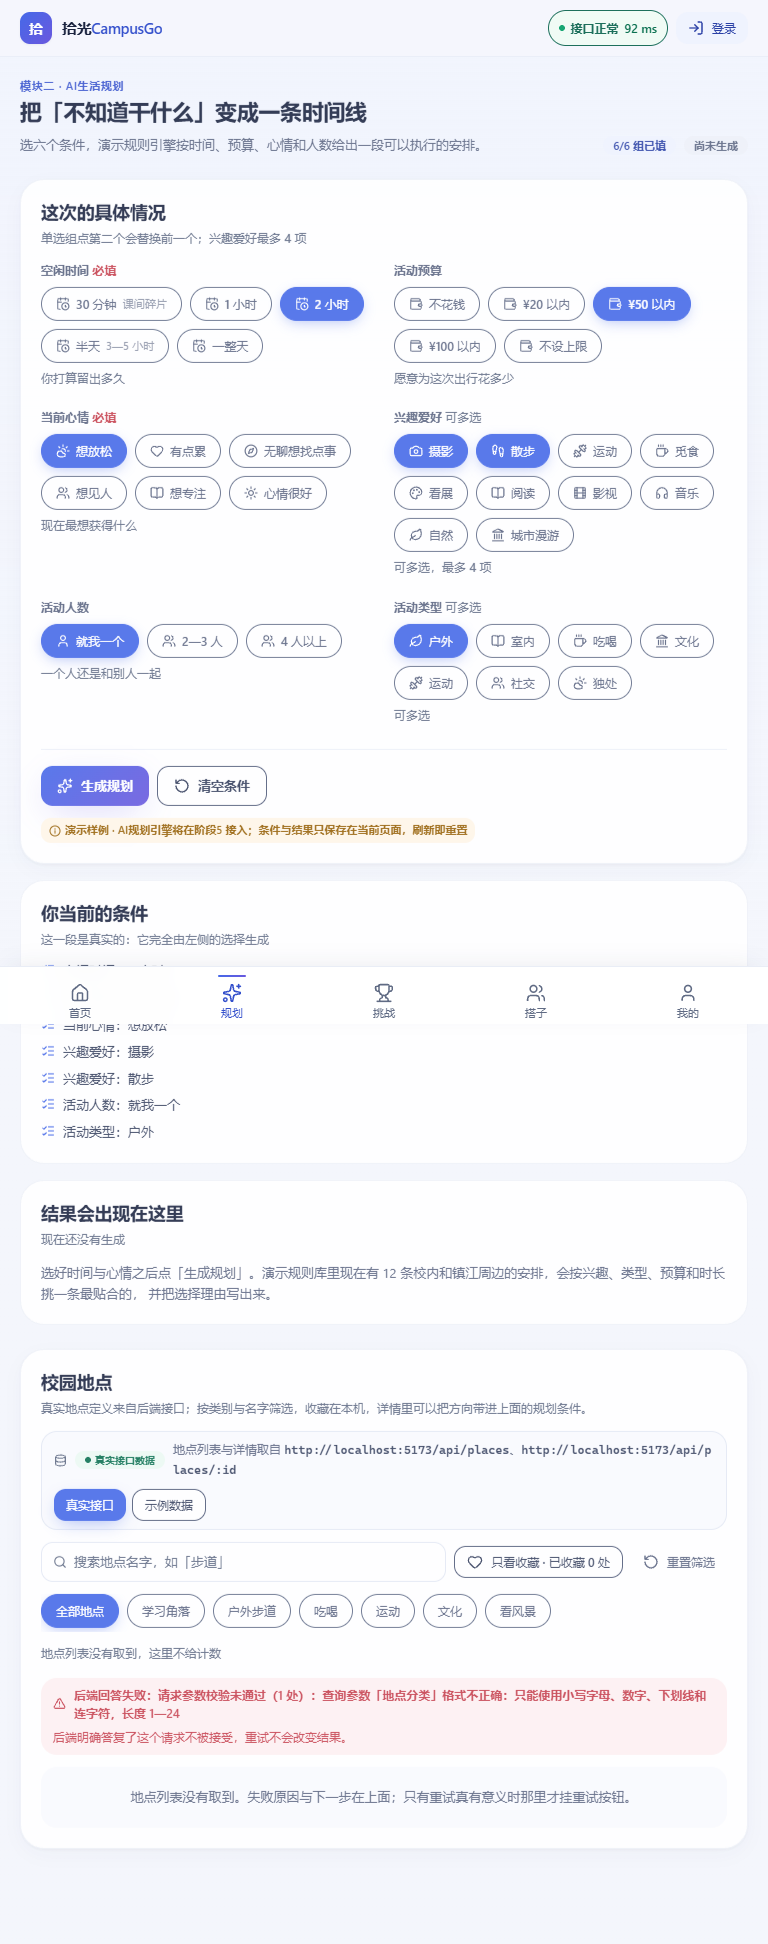 拾 拾光CampusGo
接口正常 92 ms
登录
模块二 · AI生活规划
把「不知道干什么」变成一条时间线
选六个条件，演示规则引擎按时间、预算、心情和人数给出一段可以执行的安排。
6/6 组已填 尚未生成
这次的具体情况
单选组点第二个会替换前一个；兴趣爱好最多 4 项
空闲时间 必填
30 分钟 课间碎片 1 小时 2 小时
半天 3—5 小时 一整天
你打算留出多久
活动预算
不花钱 ¥20 以内 ¥50 以内
¥100 以内 不设上限
愿意为这次出行花多少
当前心情 必填
想放松 有点累 无聊想找点事
想见人 想专注 心情很好
现在最想获得什么
兴趣爱好 可多选
摄影 散步 运动 觅食
看展 阅读 影视 音乐
自然 城市漫游
可多选，最多 4 项
活动人数
就我一个 2—3 人 4 人以上
一个人还是和别人一起
活动类型 可多选
户外 室内 吃喝 文化
运动 社交 独处
可多选
生成规划 清空条件
演示样例 · AI规划引擎将在阶段5 接入；条件与结果只保存在当前页面，刷新即重置
你当前的条件
这一段是真实的：它完全由左侧的选择生成
首页 规划 挑战 搭子 我的
当前心情：想放松
兴趣爱好：摄影
兴趣爱好：散步
活动人数：就我一个
活动类型：户外
结果会出现在这里
现在还没有生成
选好时间与心情之后点「生成规划」。演示规则库里现在有 12 条校内和镇江周边的安排，会按兴趣、类型、预算和时长
挑一条最贴合的， 并把选择理由写出来。
校园地点
真实地点定义来自后端接口；按类别与名字筛选，收藏在本机，详情里可以把方向带进上面的规划条件。
真实接口数据 地点列表与详情取自 http://localhost:5173/api/places、http://localhost:5173/api/p
laces/:id
真实接口 示例数据
搜索地点名字，如「步道」 只看收藏 · 已收藏 0 处 重置筛选
全部地点 学习角落 户外步道 吃喝 运动 文化 看风景
地点列表没有取到，这里不给计数
后端回答失败：请求参数校验未通过（1 处）：查询参数「地点分类」格式不正确：只能使用小写字母、数字、下划线和
连字符，长度 1—24
后端明确答复了这个请求不被接受，重试不会改变结果。
地点列表没有取到。失败原因与下一步在上面；只有重试真有意义时那里才挂重试按钮。